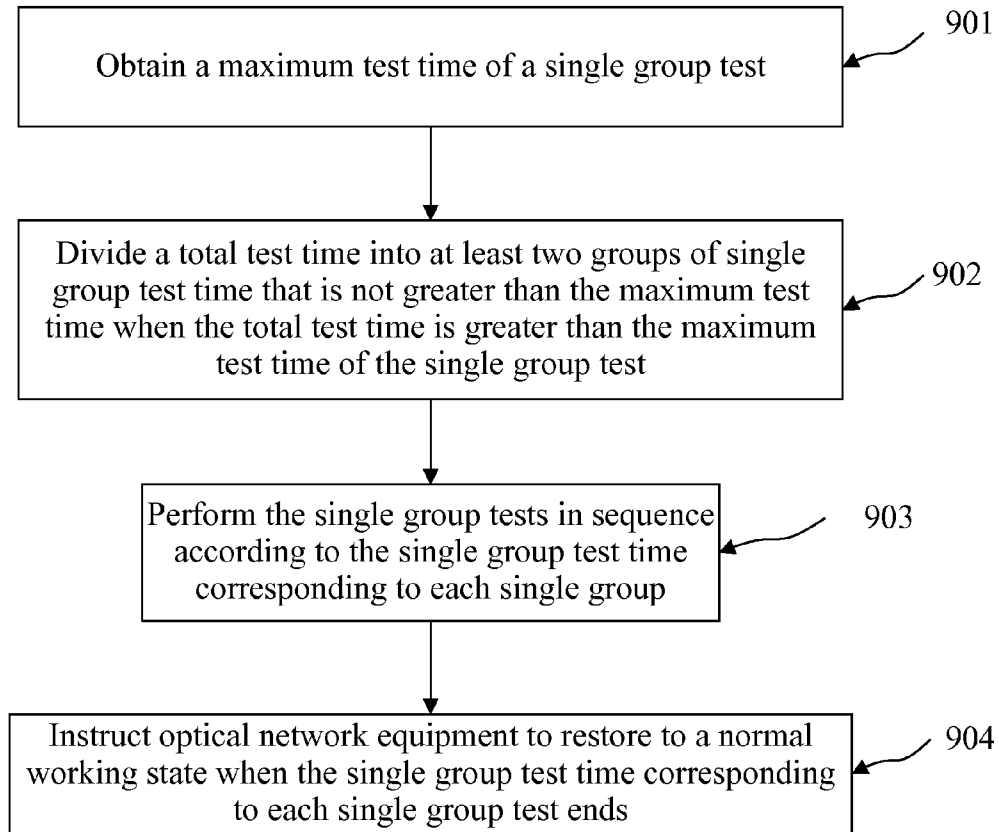 901
Obtain a maximum test time of a single group test
Divide a total test time into at least two groups of single
group test time that is not greater than the maximum test
time when the total test time is greater than the maximum
test time of the single group test
902
Perform the single group tests in sequence
according to the single group test time
corresponding to each single group
903
Instruct optical network equipment to restore to a normal
working state when the single group test time corresponding
to each single group test ends
904